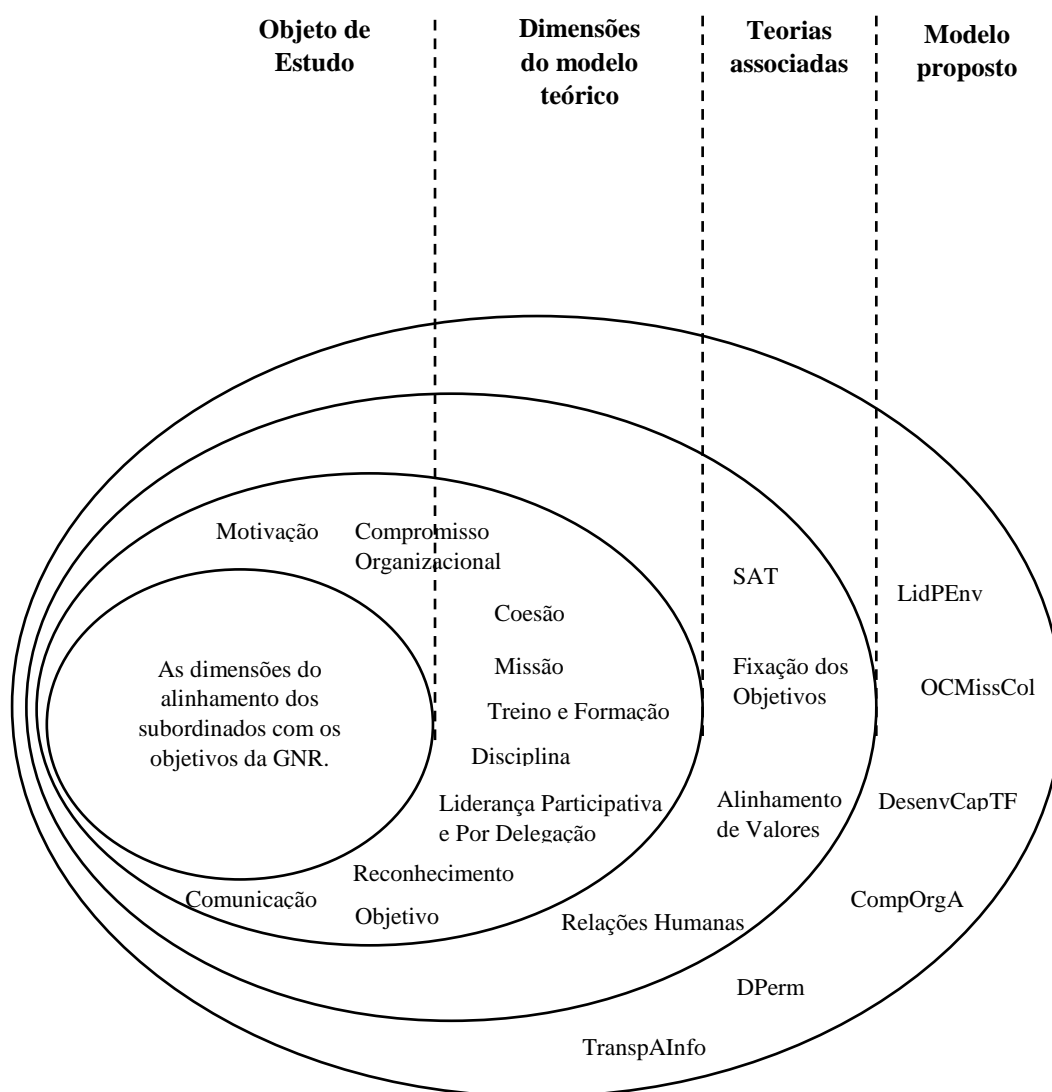 Objeto de
Estudo
Dimensões
do modelo
teórico
Teorias
associadas
Modelo
proposto
Motivação
Compromisso
Organizacional
Coesão
Missão
Treino e Formação
Disciplina
Liderança Participativa
e Por Delegação
Reconhecimento
Objetivo
Comunicação
As dimensões do
alinhamento dos
subordinados com os
objetivos da GNR.
SAT
Fixação dos
Objetivos
Alinhamento
de Valores
Relações Humanas
LidPEnv
OCMissCol
DesenvCapTF
CompOrgA
DPerm
TranspAInfo